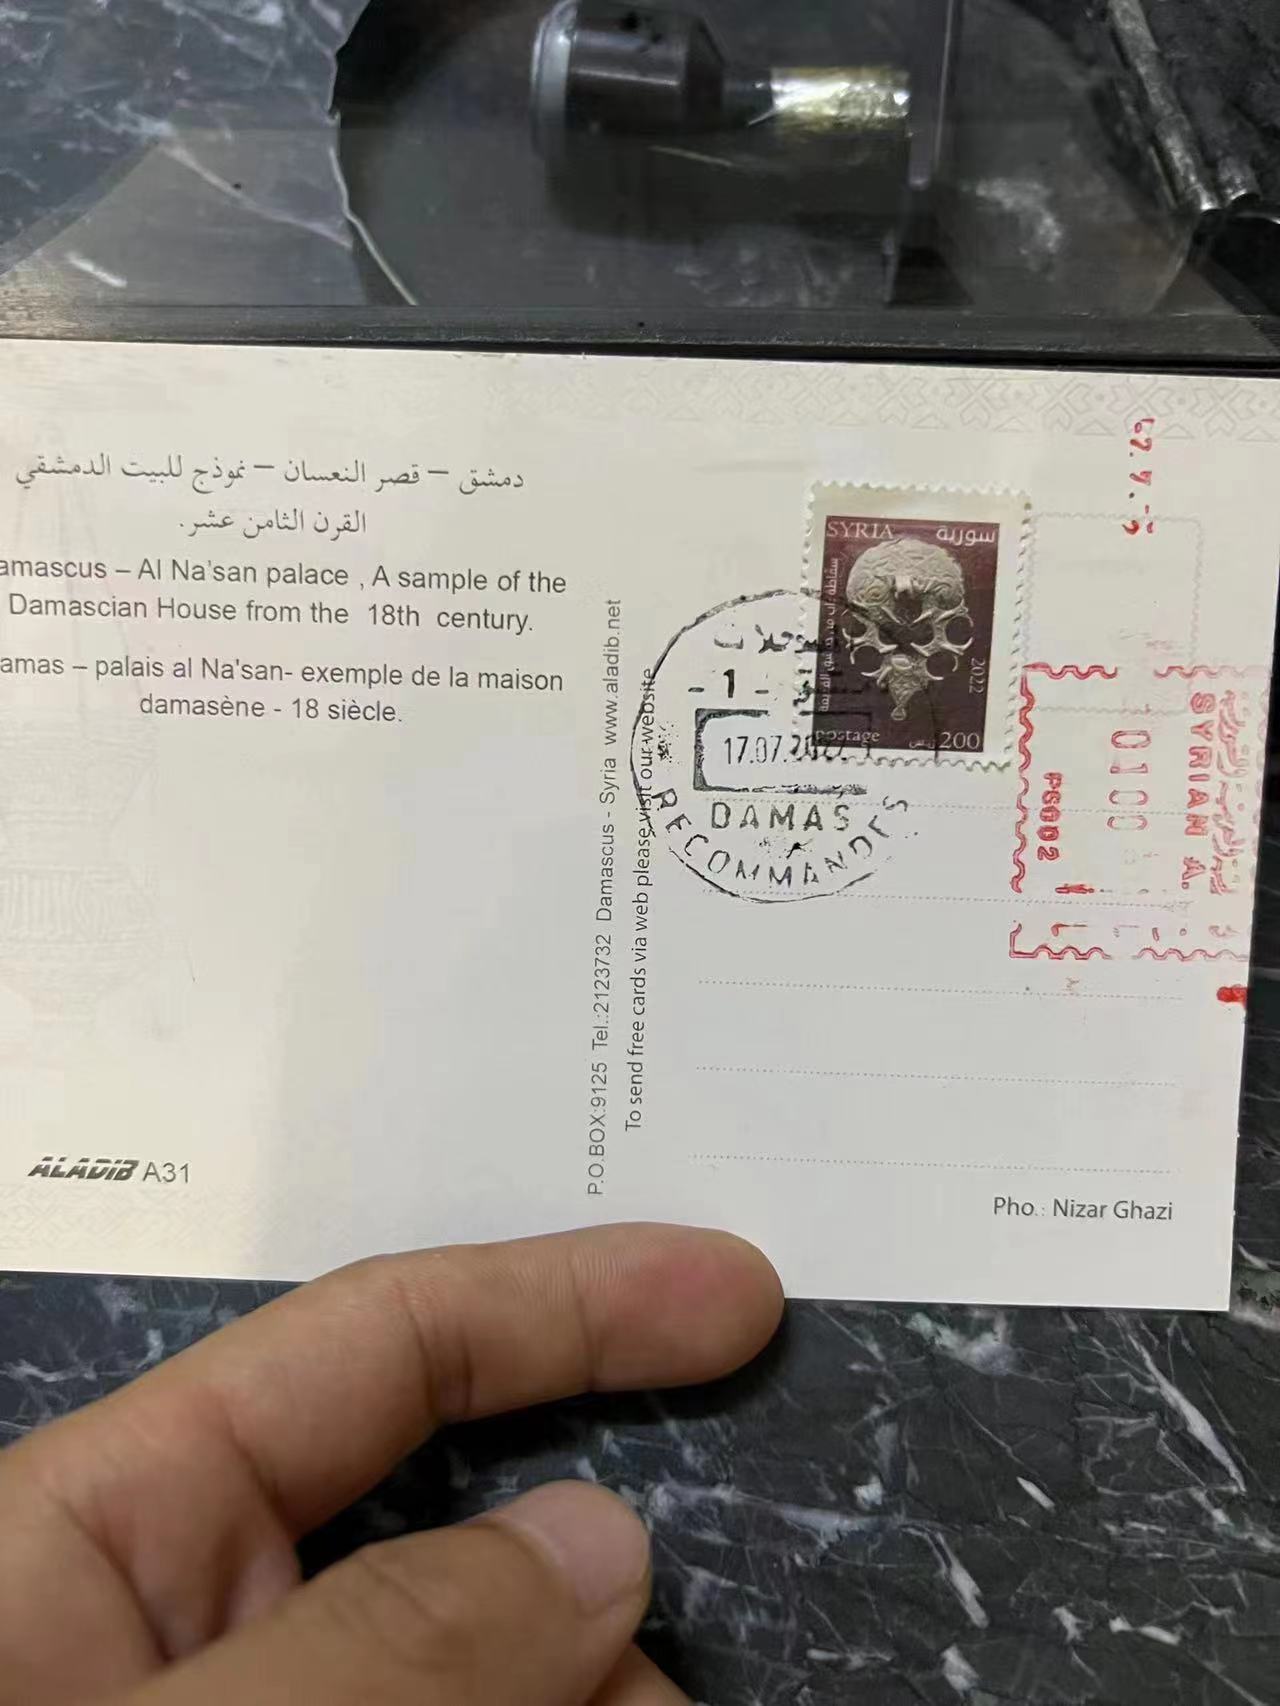 دمشق – قصر النعسان – نموذج للبيت الدمشقي
القرن الثامن عشر.
amascus – Al Na'san palace , A sample of the
Damascian House from the 18th century.
amas – palais al Na'san- exemple de la maison
damasène - 18 siècle.
ALADIB A31
P.O.BOX:9125 Tel.:2123732 Damascus - Syria www.aladib.net
To send free cards via web please visit our website
SYRIA سورية
2022
postage 200
- 1 -
17.07.2022
DAMAS
RECOMMANDES
SYRIAN A.
0100
PS002
Pho.: Nizar Ghazi